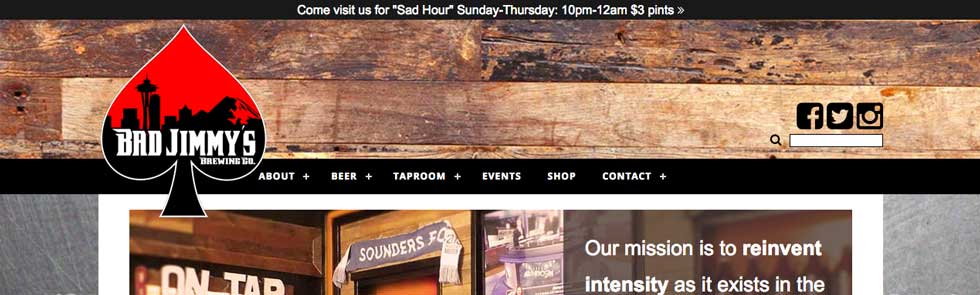 Come visit us for "Sad Hour" Sunday-Thursday: 10pm-12am $3 pints »
BAD JIMMY'S
BREWING CO.
ABOUT +
BEER +
TAPROOM +
EVENTS
SHOP
CONTACT +
SOUNDERS FC
ON TAP
Our mission is to reinvent
intensity as it exists in the